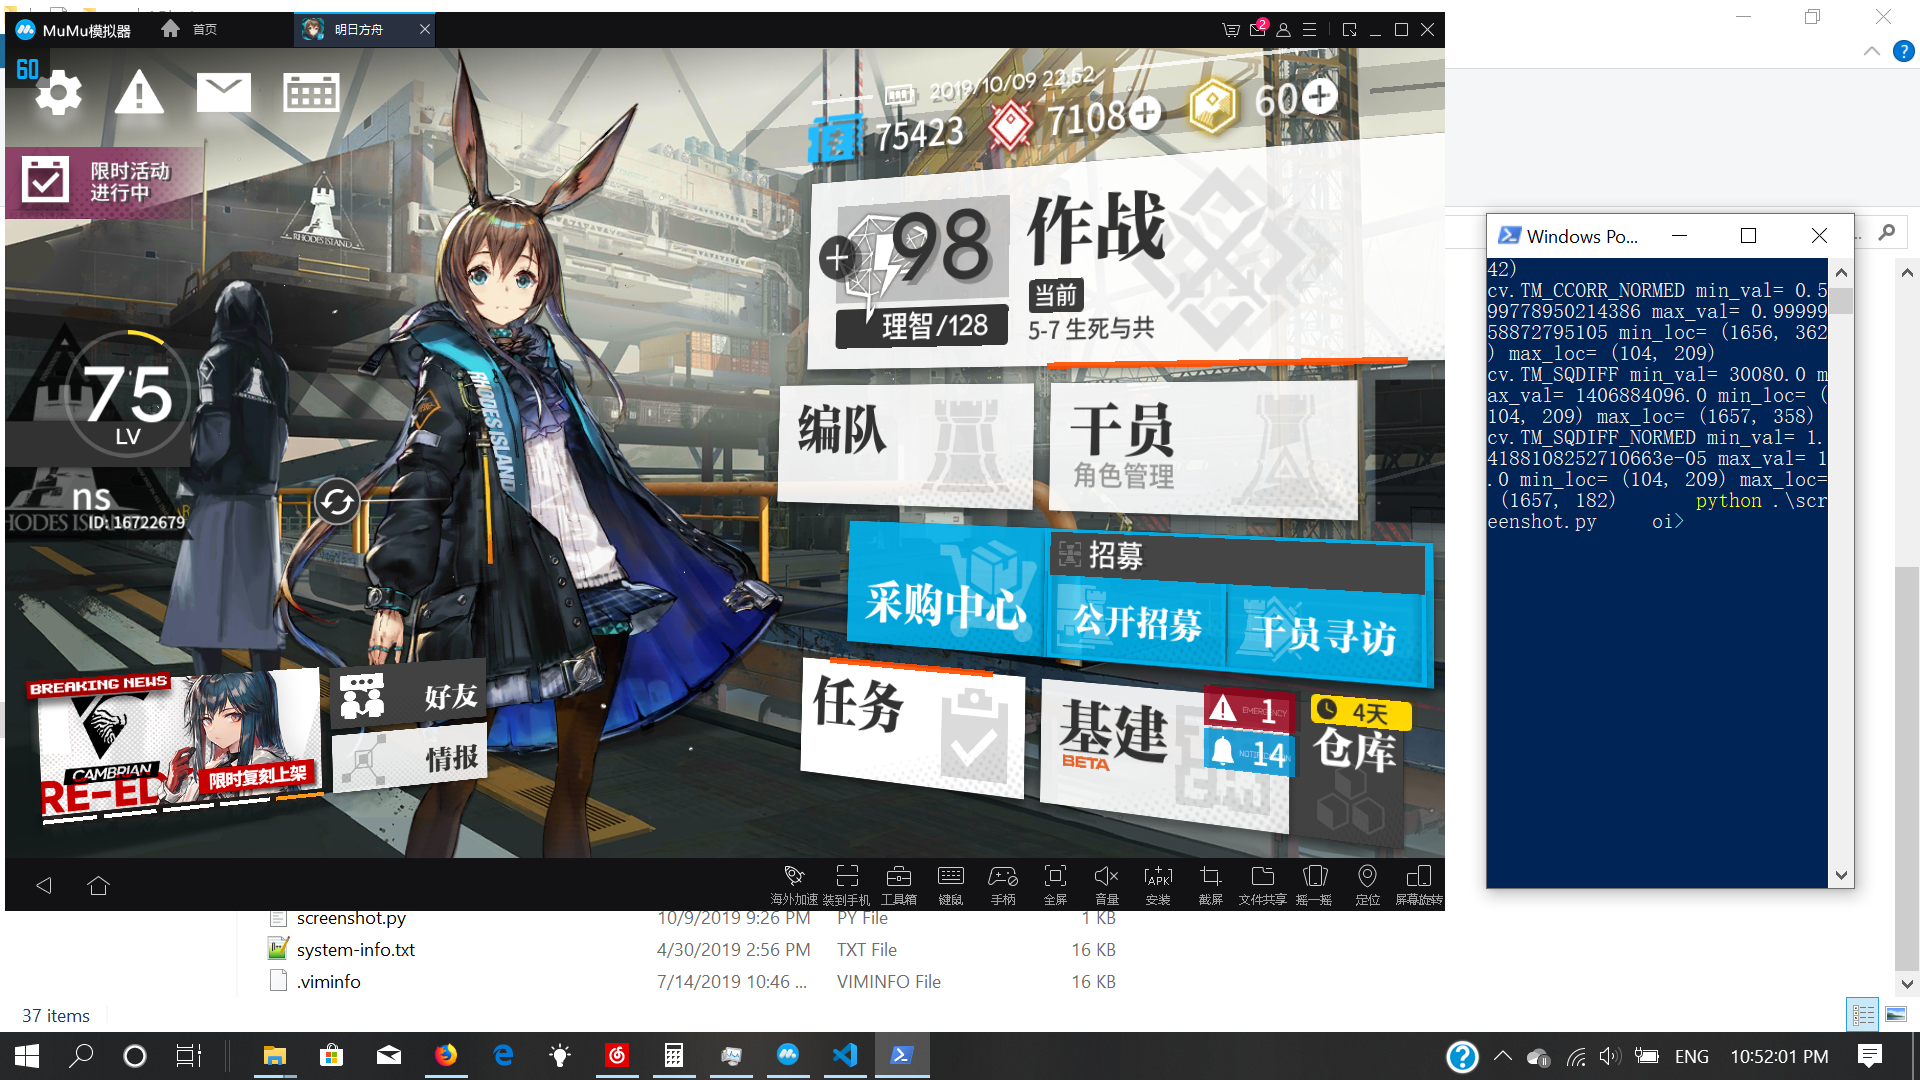 MuMu模拟器
首页
明日方舟
2
60
2019/10/09 22:52
75423
7108
60
限时活动
进行中
RHODES ISLAND
98
理智/128
作战
当前
5-7 生死与共
75
LV
ns
ID: 16722679
RHODES ISLAND
编队
干员
角色管理
采购中心
招募
公开招募
干员寻访
任务
基建
BETA
EMERGENCY
1
NOTIFICATION
14
4天
仓库
BREAKING NEWS
CAMBRIAN
限时复刻上架
好友
情报
海外加速
装到手机
工具箱
键鼠
手柄
全屏
音量
APK
安装
截屏
文件共享
摇一摇
定位
屏幕旋转
Windows Po...
42)
cv.TM_CCORR_NORMED min_val= 0.5
99778950214386 max_val= 0.99999
58872795105 min_loc= (1656, 362
) max_loc= (104, 209)
cv.TM_SQDIFF min_val= 30080.0 m
ax_val= 1406884096.0 min_loc= (
104, 209) max_loc= (1657, 358)
cv.TM_SQDIFF_NORMED min_val= 1.
4188108252710663e-05 max_val= 1
.0 min_loc= (104, 209) max_loc=
(1657, 182) python .\scr
eenshot.py oi>
screenshot.py 10/9/2019 9:26 PM PY File 1 KB
system-info.txt 4/30/2019 2:56 PM TXT File 16 KB
.viminfo 7/14/2019 10:46 ... VIMINFO File 16 KB
37 items
ENG
10:52:01 PM